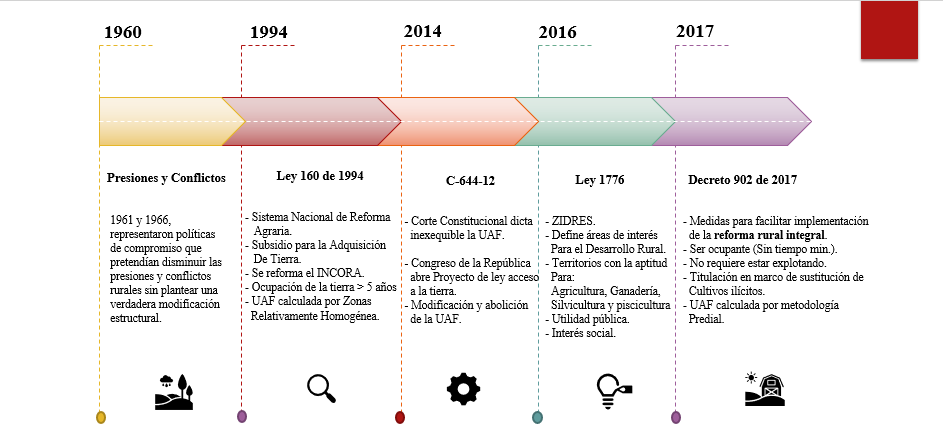 1960
1994
2014
2016
2017
Presiones y Conflictos
1961 y 1966,
representaron políticas
de compromiso que
pretendían disminuir las
presiones y conflictos
rurales sin plantear una
verdadera modificación
estructural.
Ley 160 de 1994
- Sistema Nacional de Reforma
Agraria.
- Subsidio para la Adquisición
De Tierra.
- Se reforma el INCORA.
- Ocupación de la tierra > 5 años
- UAF calculada por Zonas
Relativamente Homogénea.
C-644-12
- Corte Constitucional dicta
inexequible la UAF.
- Congreso de la República
abre Proyecto de ley acceso
a la tierra.
- Modificación y abolición
de la UAF.
Ley 1776
- ZIDRES.
- Define áreas de interés
Para el Desarrollo Rural.
- Territorios con la aptitud
Para:
Agricultura, Ganadería,
Silvicultura y piscicultura
- Utilidad pública.
- Interés social.
Decreto 902 de 2017
- Medidas para facilitar implementación
de la reforma rural integral.
- Ser ocupante (Sin tiempo min.).
- No requiere estar explotando.
- Titulación en marco de sustitución de
Cultivos ilícitos.
- UAF calculada por metodología
Predial.